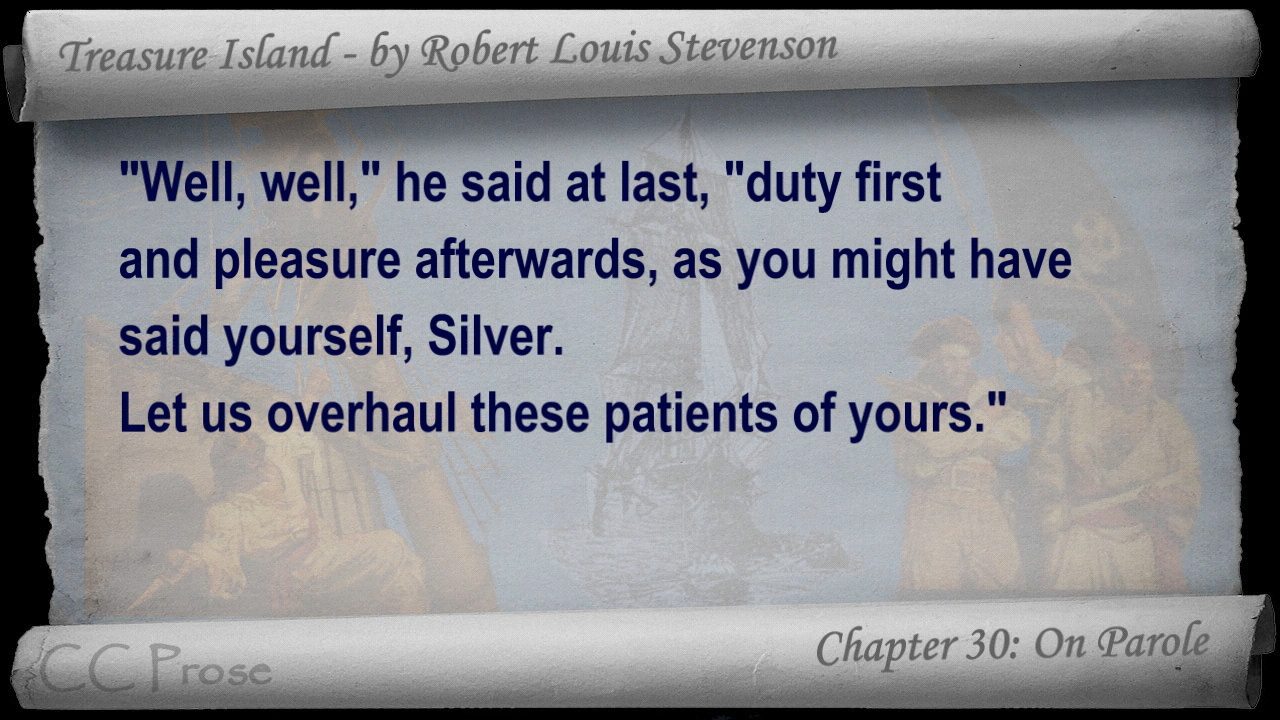 Treasure Island - by Robert Louis Stevenson
"Well, well," he said at last, "duty first
and pleasure afterwards, as you might have
said yourself, Silver.
Let us overhaul these patients of yours."
Chapter 30: On Parole
CC Prose